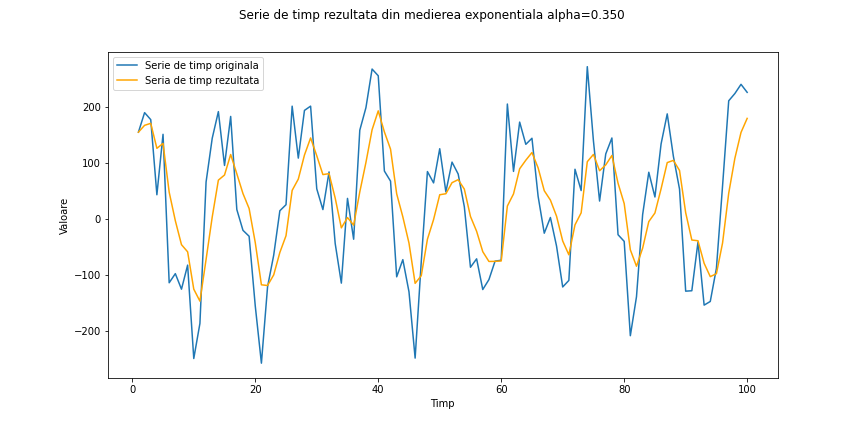 Serie de timp rezultata din medierea exponentiala alpha=0.350
Serie de timp originala
Seria de timp rezultata
Valoare
200
100
0
−100
−200
0 20 40 60 80 100
Timp